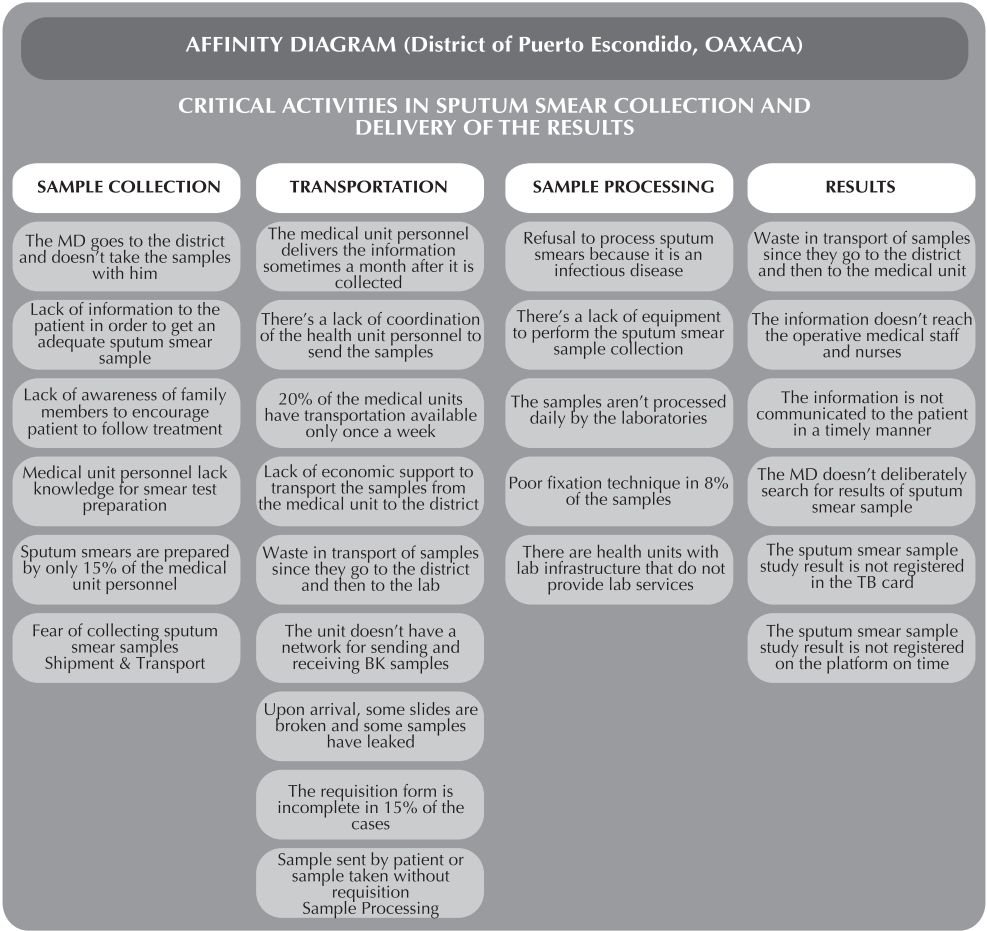 AFFINITY DIAGRAM (District of Puerto Escondido, OAXACA)
CRITICAL ACTIVITIES IN SPUTUM SMEAR COLLECTION AND
DELIVERY OF THE RESULTS
SAMPLE COLLECTION
The MD goes to the district
and doesn't take the samples
with him
Lack of information to the
patient in order to get an
adequate sputum smear
sample
Lack of awareness of family
members to encourage
patient to follow treatment
Medical unit personnel lack
knowledge for smear test
preparation
Sputum smears are prepared
by only 15% of the medical
unit personnel
Fear of collecting sputum
smear samples
Shipment & Transport
TRANSPORTATION
The medical unit personnel
delivers the information
sometimes a month after it is
collected
There's a lack of coordination
of the health unit personnel to
send the samples
20% of the medical units
have transportation available
only once a week
Lack of economic support to
transport the samples from
the medical unit to the district
Waste in transport of samples
since they go to the district
and then to the lab
The unit doesn't have a
network for sending and
receiving BK samples
Upon arrival, some slides are
broken and some samples
have leaked
The requisition form is
incomplete in 15% of the
cases
Sample sent by patient or
sample taken without
requisition
Sample Processing
SAMPLE PROCESSING
Refusal to process sputum
smears because it is an
infectious disease
There's a lack of equipment
to perform the sputum smear
sample collection
The samples aren't processed
daily by the laboratories
Poor fixation technique in 8%
of the samples
There are health units with
lab infrastructure that do not
provide lab services
RESULTS
Waste in transport of samples
since they go to the district
and then to the medical unit
The information doesn't reach
the operative medical staff
and nurses
The information is not
communicated to the patient
in a timely manner
The MD doesn't deliberately
search for results of sputum
smear sample
The sputum smear sample
study result is not registered
in the TB card
The sputum smear sample
study result is not registered
on the platform on time